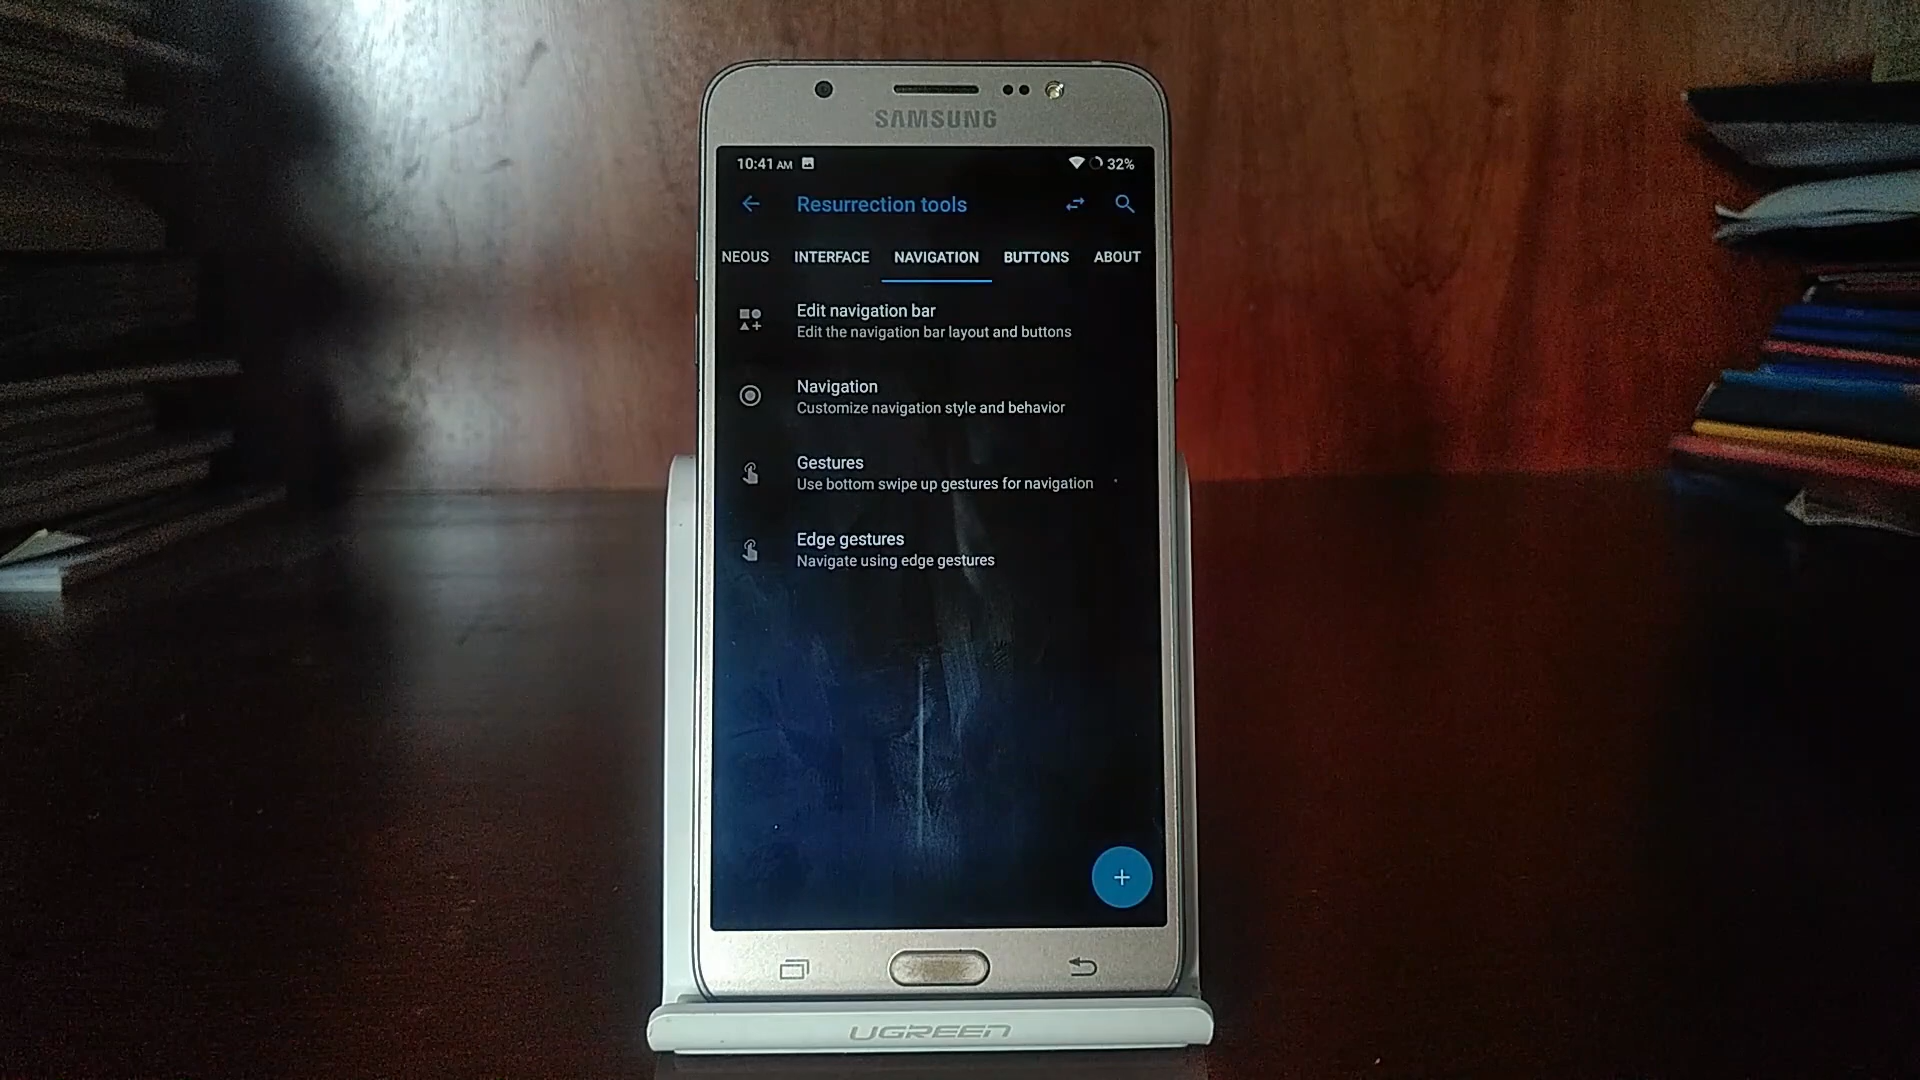 SAMSUNG
10:41 AM 32%
Resurrection tools
NEOUS INTERFACE NAVIGATION BUTTONS ABOUT
Edit navigation bar
Edit the navigation bar layout and buttons
Navigation
Customize navigation style and behavior
Gestures
Use bottom swipe up gestures for navigation
Edge gestures
Navigate using edge gestures
UGREEN